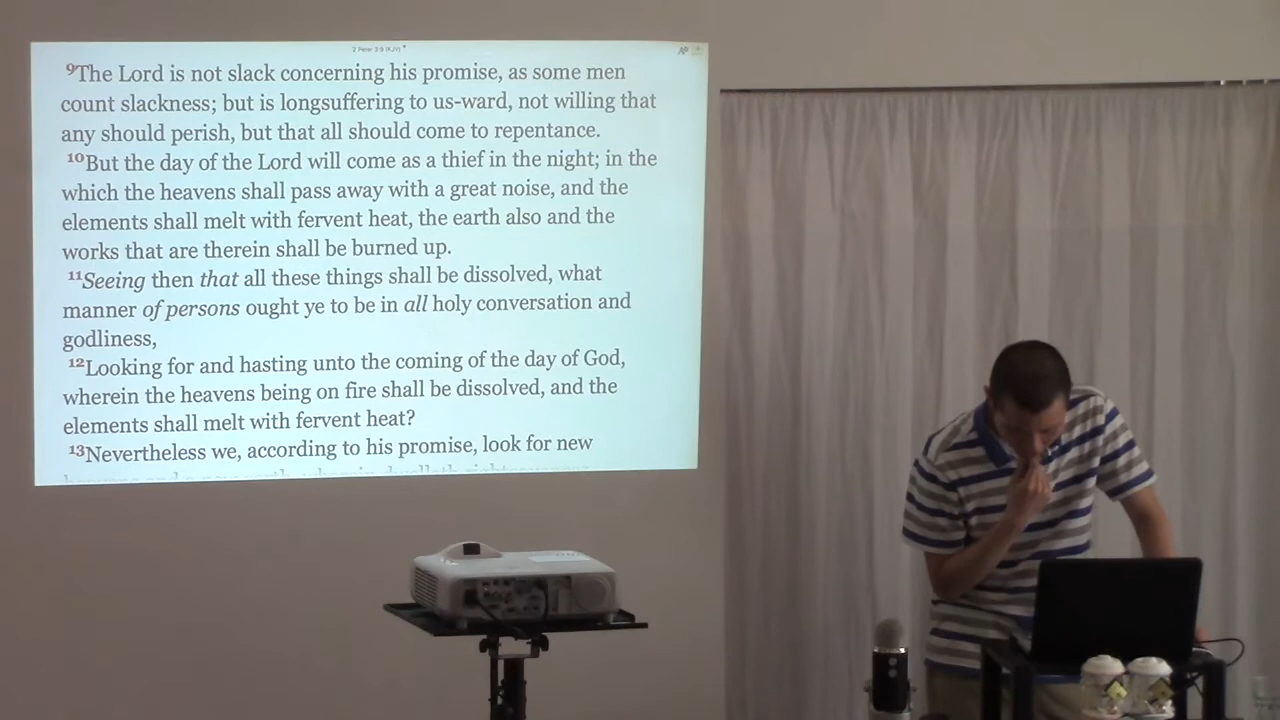 2 Peter 3:9 (KJV)
9The Lord is not slack concerning his promise, as some men
count slackness; but is longsuffering to us-ward, not willing that
any should perish, but that all should come to repentance.
10But the day of the Lord will come as a thief in the night; in the
which the heavens shall pass away with a great noise, and the
elements shall melt with fervent heat, the earth also and the
works that are therein shall be burned up.
11Seeing then that all these things shall be dissolved, what
manner of persons ought ye to be in all holy conversation and
godliness,
12Looking for and hasting unto the coming of the day of God,
wherein the heavens being on fire shall be dissolved, and the
elements shall melt with fervent heat?
13Nevertheless we, according to his promise, look for new